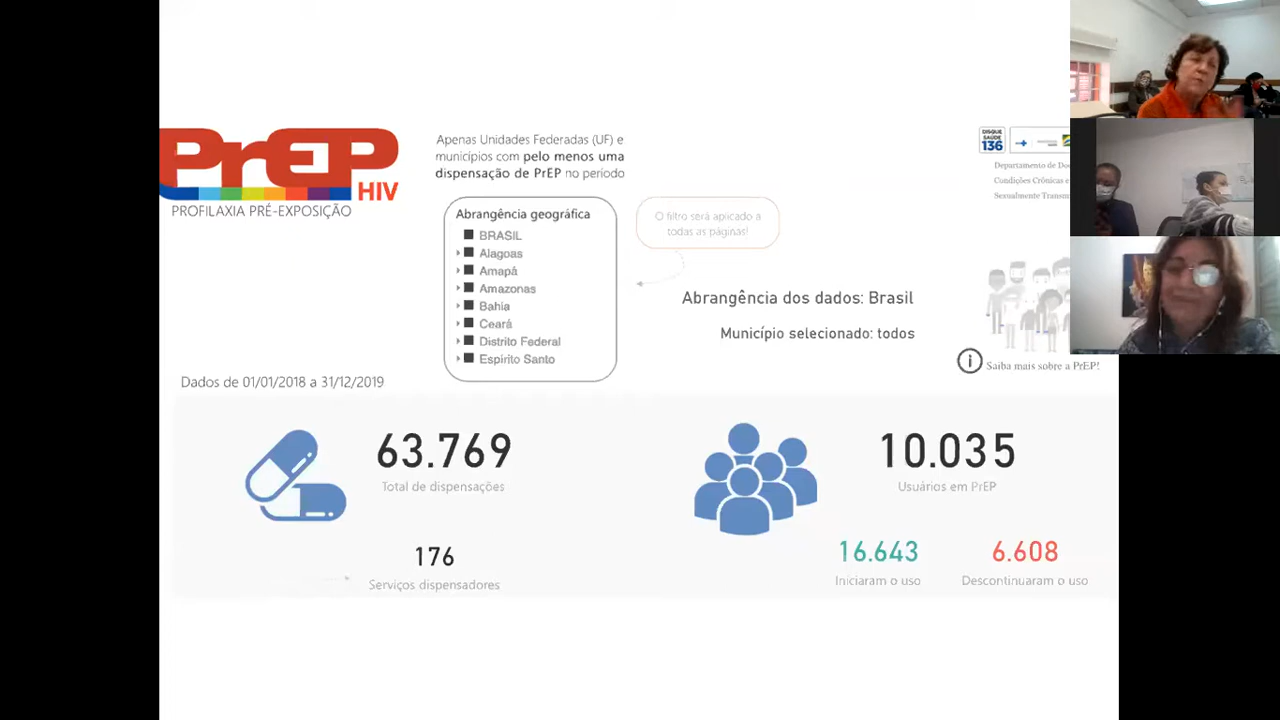 PrEP
HIV
PROFILAXIA PRÉ-EXPOSIÇÃO
Apenas Unidades Federadas (UF) e
municípios com pelo menos uma
dispensação de PrEP no período
Abrangência geográfica
BRASIL
Alagoas
Amapá
Amazonas
Bahia
Ceará
Distrito Federal
Espirito Santo
O filtro será aplicado a
todas as páginas!
Abrangência dos dados: Brasil
Município selecionado: todos
DISQUE
SAÚDE
136
Departamento de
Condições Crônicas e
Sexualmente
Saiba mais sobre a PrEP!
Dados de 01/01/2018 a 31/12/2019
63.769
Total de dispensações
176
Serviços dispensadores
10.035
Usuários em PrEP
16.643
Iniciaram o uso
6.608
Descontinuaram o uso